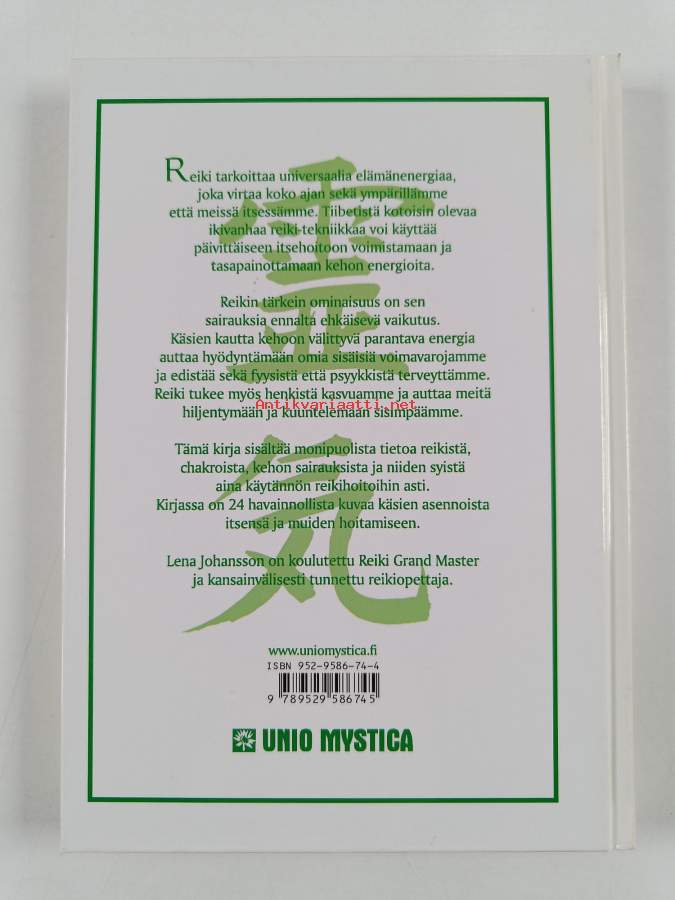 Reiki tarkoittaa universaalia elämänenergiaa,
joka virtaa koko ajan sekä ympärillämme
että meissä itsessämme. Tiibetistä kotoisin olevaa
ikivanhaa reiki-tekniikkaa voi käyttää
päivittäiseen itsehoitoon voimistamaan ja
tasapainottamaan kehon energioita.
Reikin tärkein ominaisuus on sen
sairauksia ennalta ehkäisevä vaikutus.
Käsien kautta kehoon välittyvä parantava energia
auttaa hyödyntämään omia sisäisiä voimavarojamme
ja edistää sekä fyysistä että psyykkistä terveyttämme.
Reiki tukee myös henkistä kasvuamme ja auttaa meitä
Antikvariaatti.net
hiljentymään ja kuuntelemaan sisimpäämme.
Tämä kirja sisältää monipuolista tietoa reikistä,
chakroista, kehon sairauksista ja niiden syistä
aina käytännön reikihoitoihin asti.
Kirjassa on 24 havainnollista kuvaa käsien asennoista
itsensä ja muiden hoitamiseen.
Lena Johansson on koulutettu Reiki Grand Master
ja kansainvälisesti tunnettu reikiopettaja.
靈
気
www.uniomystica.fi
ISBN 952-9586-74-4
9 789529 586745
UNIO MYSTICA